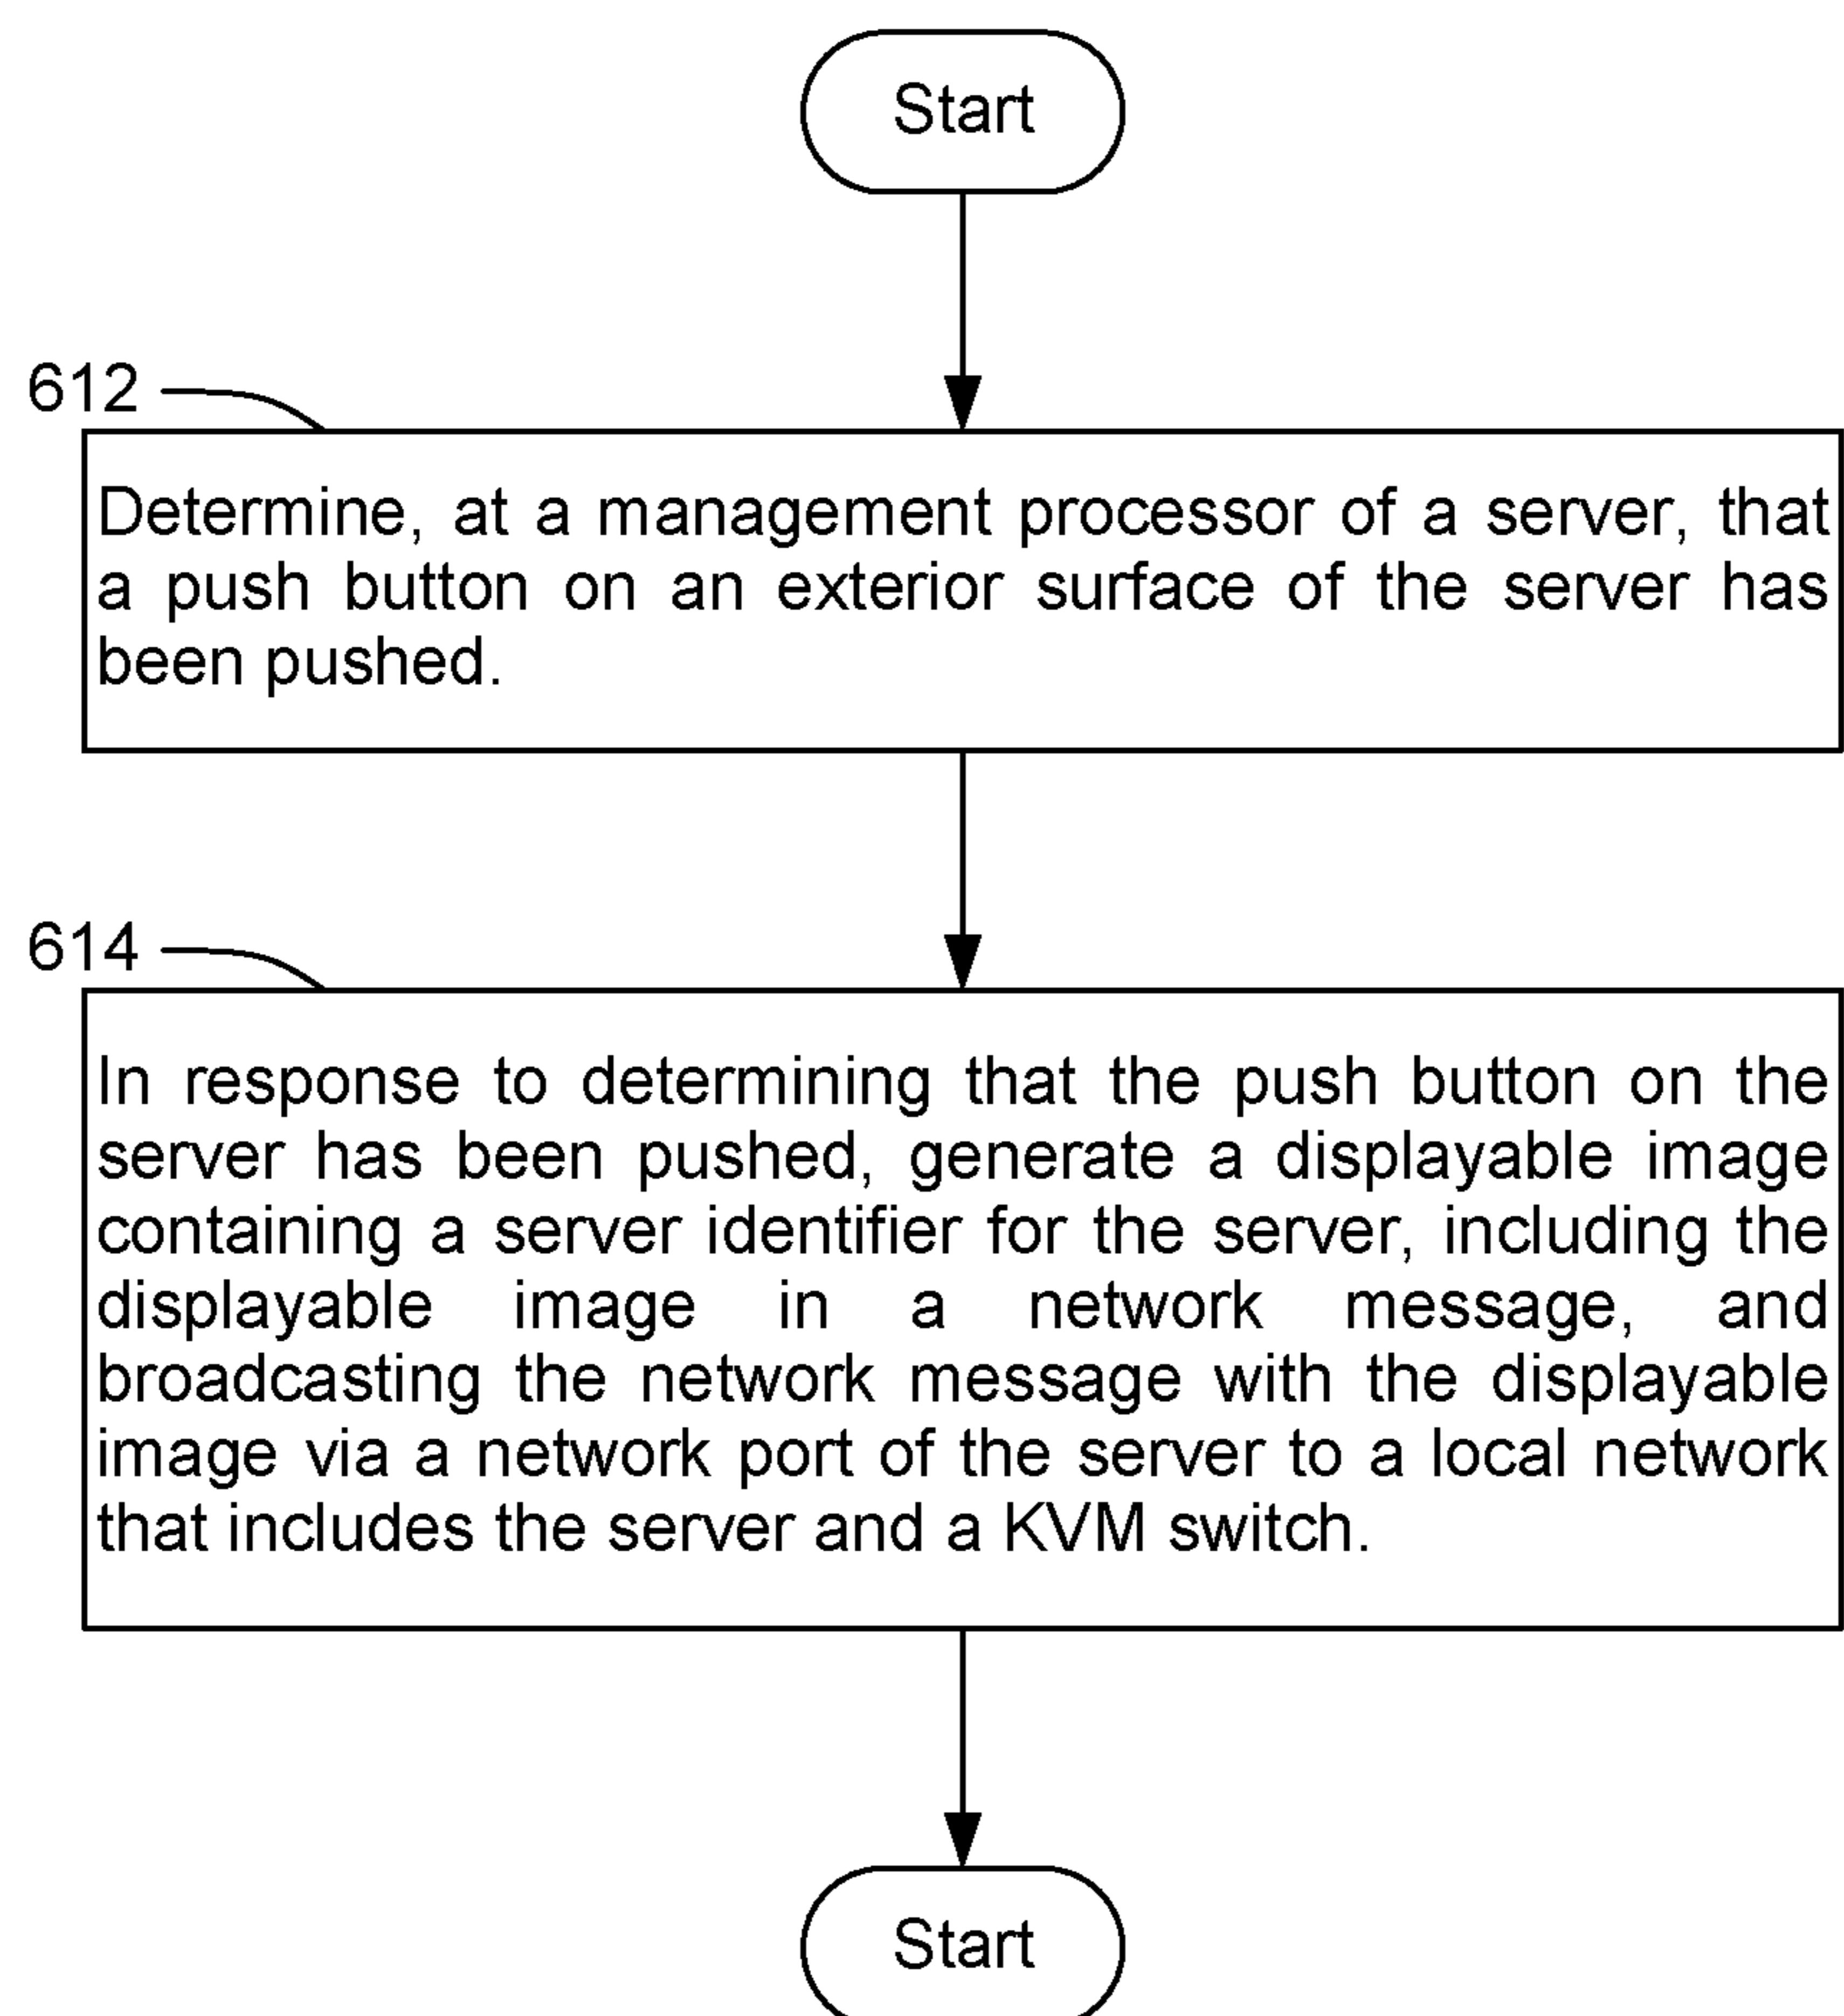 Start
612
Determine, at a management processor of a server, that
a push button on an exterior surface of the server has
been pushed.
614
In response to determining that the push button on the
server has been pushed, generate a displayable image
containing a server identifier for the server, including the
displayable image in a network message, and
broadcasting the network message with the displayable
image via a network port of the server to a local network
that includes the server and a KVM switch.
Start